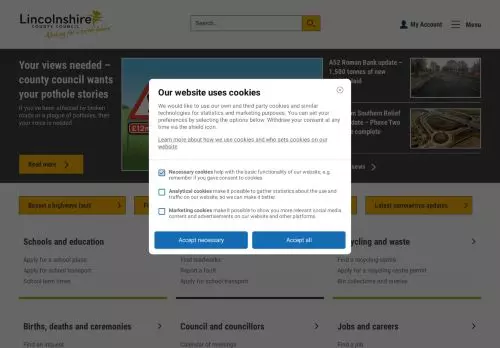 Lincolnshire
COUNTY COUNCIL
Working for a better future
Search...
My Account
Menu
Your views needed –
county council wants
your pothole stories
If you've been affected by broken
roads or a plague of potholes, then
your voice is needed
Read more
£12m
A52 Roman Bank update –
1,500 tonnes of new
Southern Relief
date – Phase Two
complete
news
Our website uses cookies
We would like to use our own and third party cookies and similar
technologies for statistics and marketing purposes. You can set your
preferences by selecting the options below. Withdraw your consent at
any time via the shield icon.
Learn more about how we use cookies and who sets cookies on our
website
Necessary cookies help with the basic functionality of our website, e.g.
remember if you gave consent to cookies.
Analytical cookies make it possible to gather statistics about the use and
traffic on our website, so we can make it better.
Marketing cookies make it possible to show you more relevant social media
content and advertisements on our website and other platforms.
Accept necessary
Accept all
Report a highways fault
Latest coronavirus updates
Schools and education
Apply for a school place
Apply for school transport
School term times
Find roadworks
Report a fault
Apply for school transport
Recycling and waste
Find a recycling centre
Apply for a recycling centre permit
Bin collections and queries
Births, deaths and ceremonies
Find an inquest
Council and councillors
Calendar of meetings
Jobs and careers
Find a job